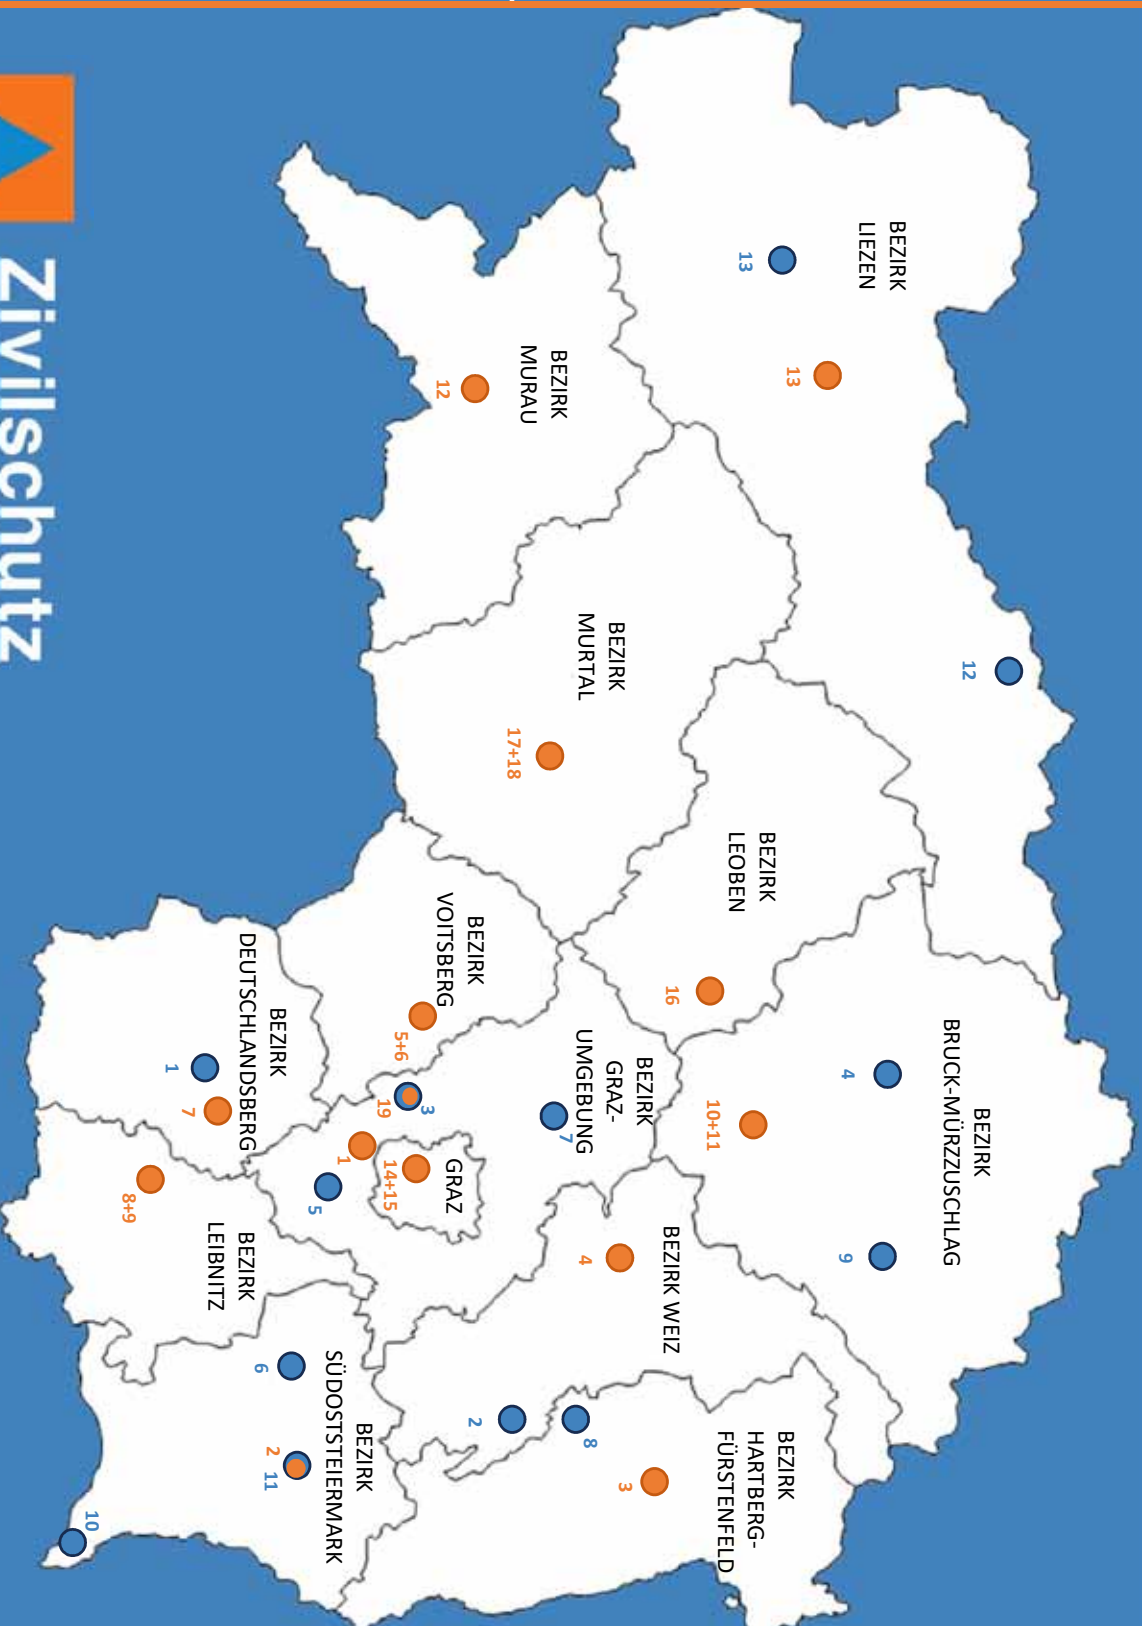 Zivilschutz
BEZIRK
LIEZEN
13
13
12
BEZIRK
MURAU
12
BEZIRK
MURTAL
17+18
BEZIRK
LEOBEN
16
BEZIRK
BRUCK-MÜRZZUSCHLAG
4
10+11
9
BEZIRK
VOITSBERG
5+6
BEZIRK
GRAZ-
UMGEBUNG
7
3
19
1
5
GRAZ
14+15
BEZIRK
DEUTSCHLANDSBERG
1
7
BEZIRK
LEIBNITZ
8+9
BEZIRK WEIZ
4
2
BEZIRK
HARTBERG-
FÜRSTENFELD
8
3
BEZIRK
SÜDOSTSTEIERMARK
6
2
11
10